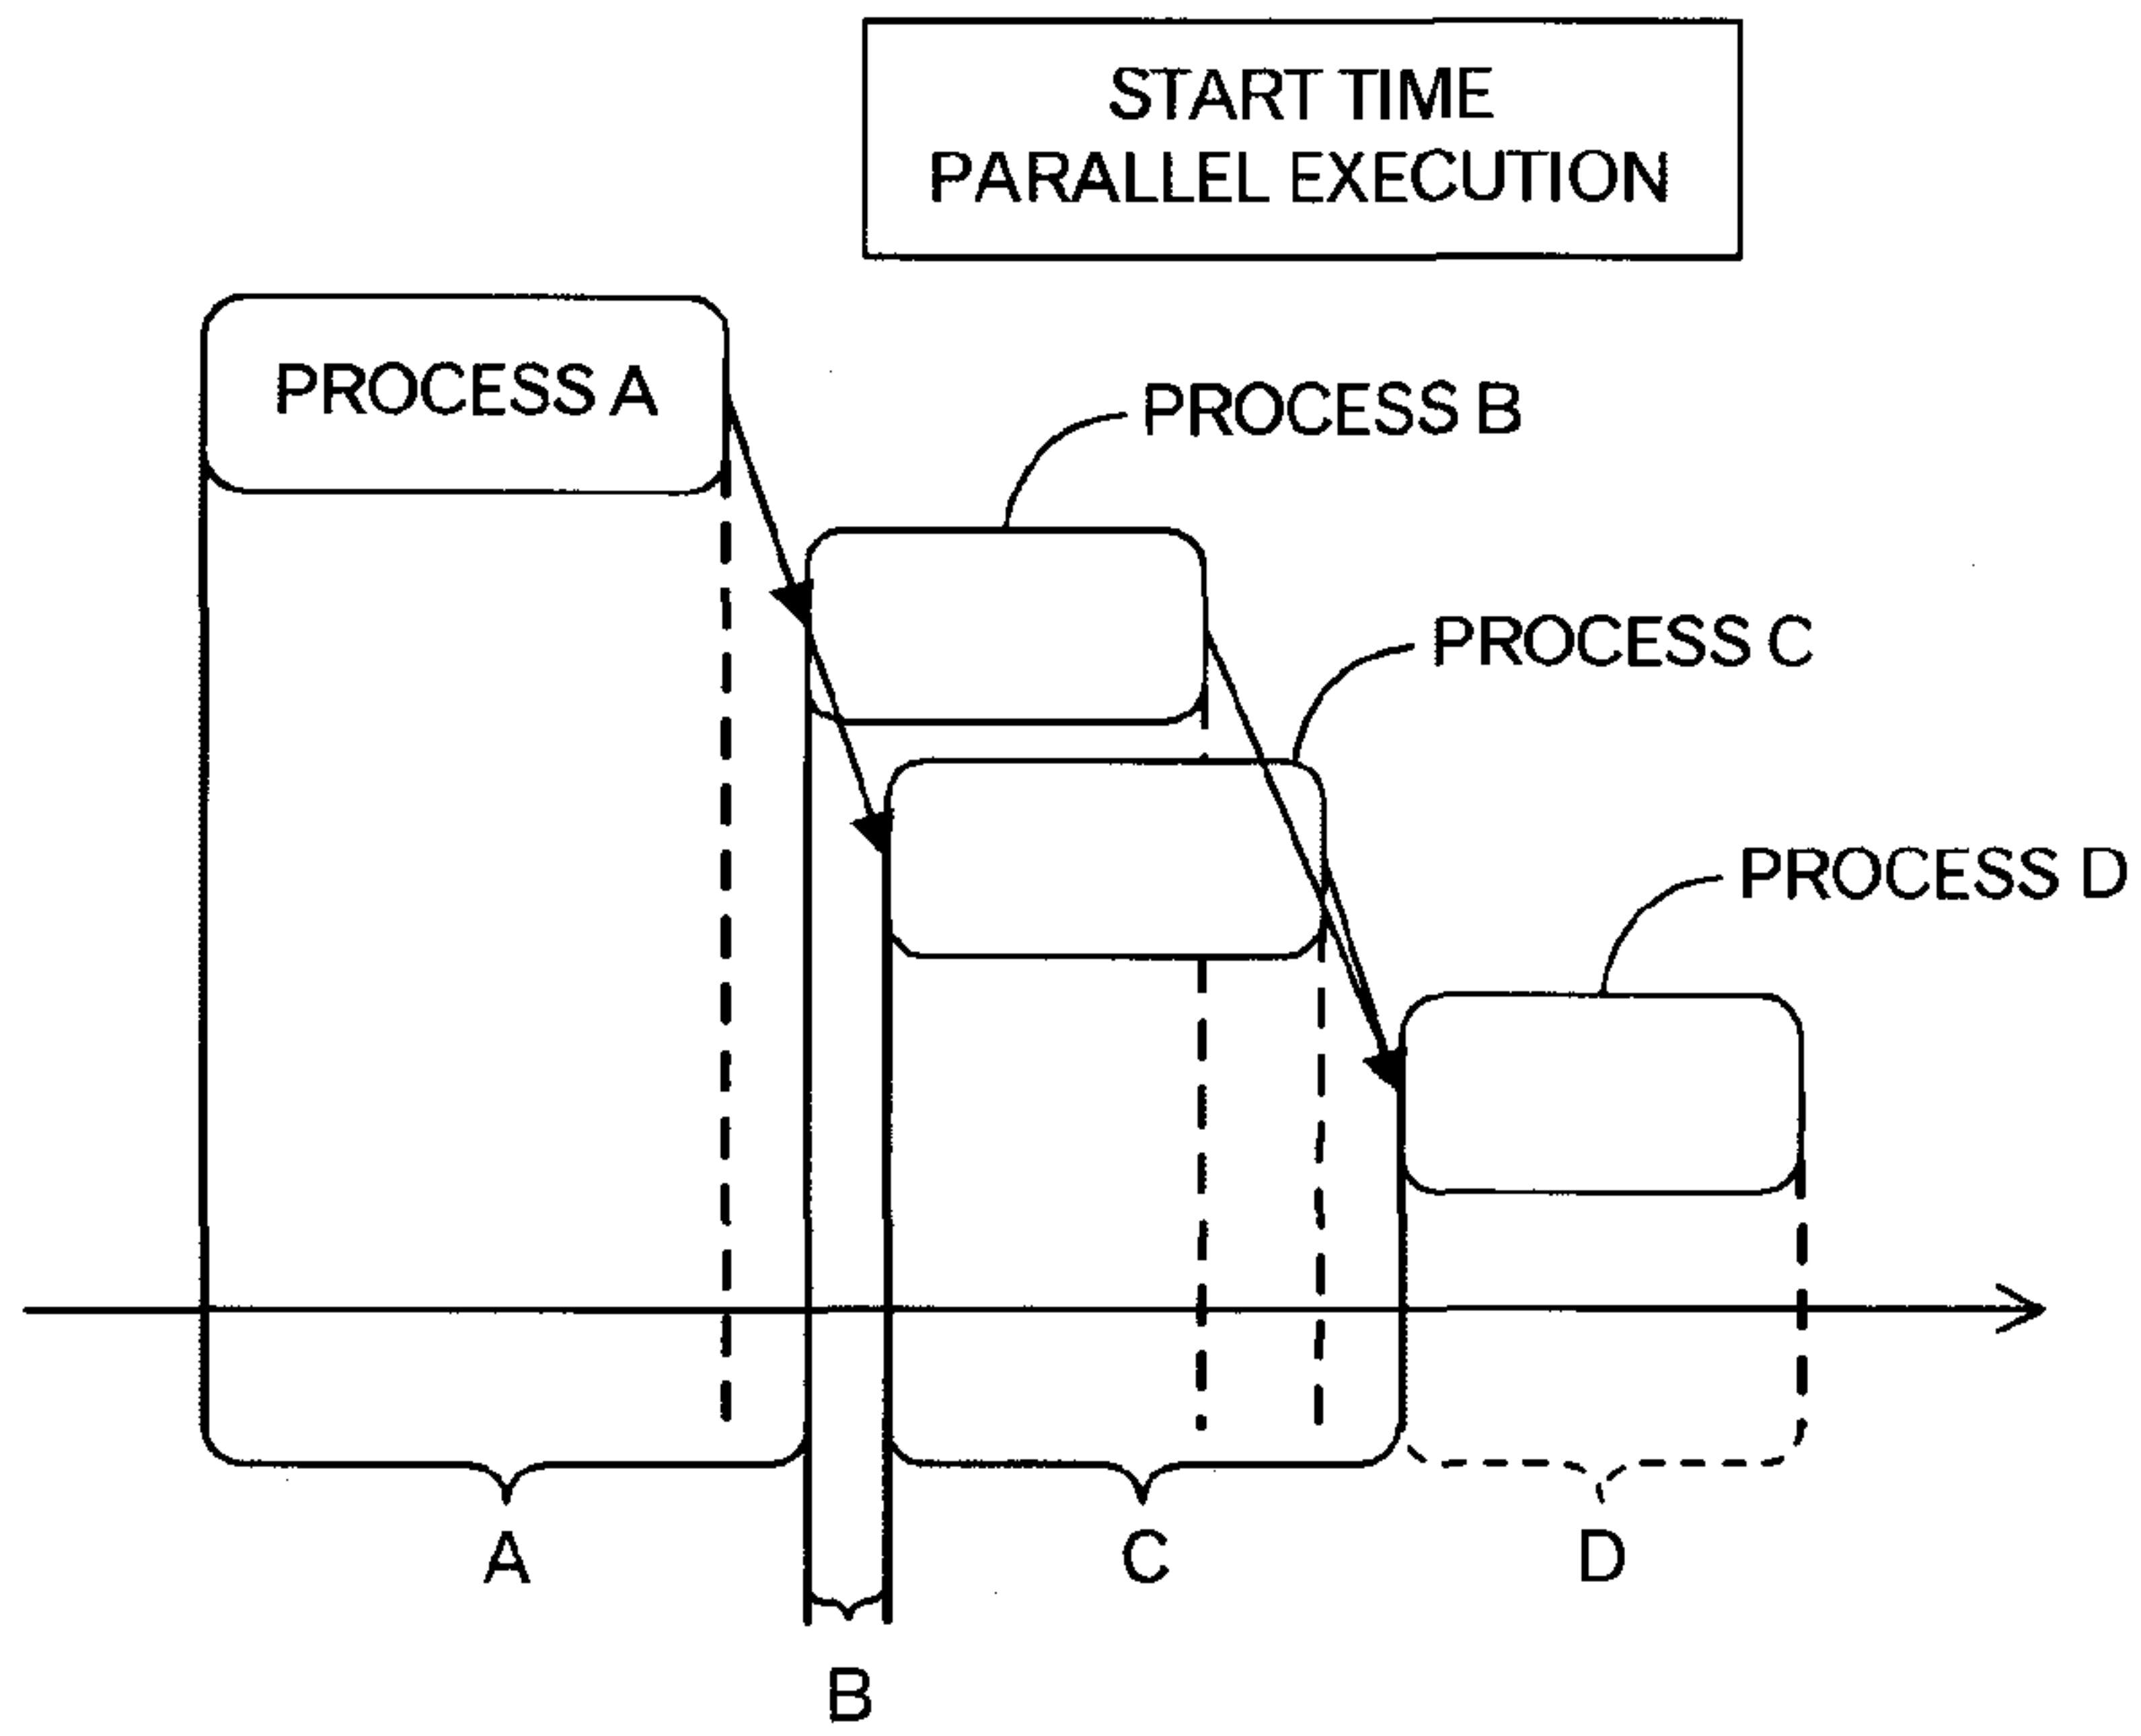 START TIME
PARALLEL EXECUTION
PROCESS A
PROCESS B
PROCESS C
PROCESS D
A
C
D
B